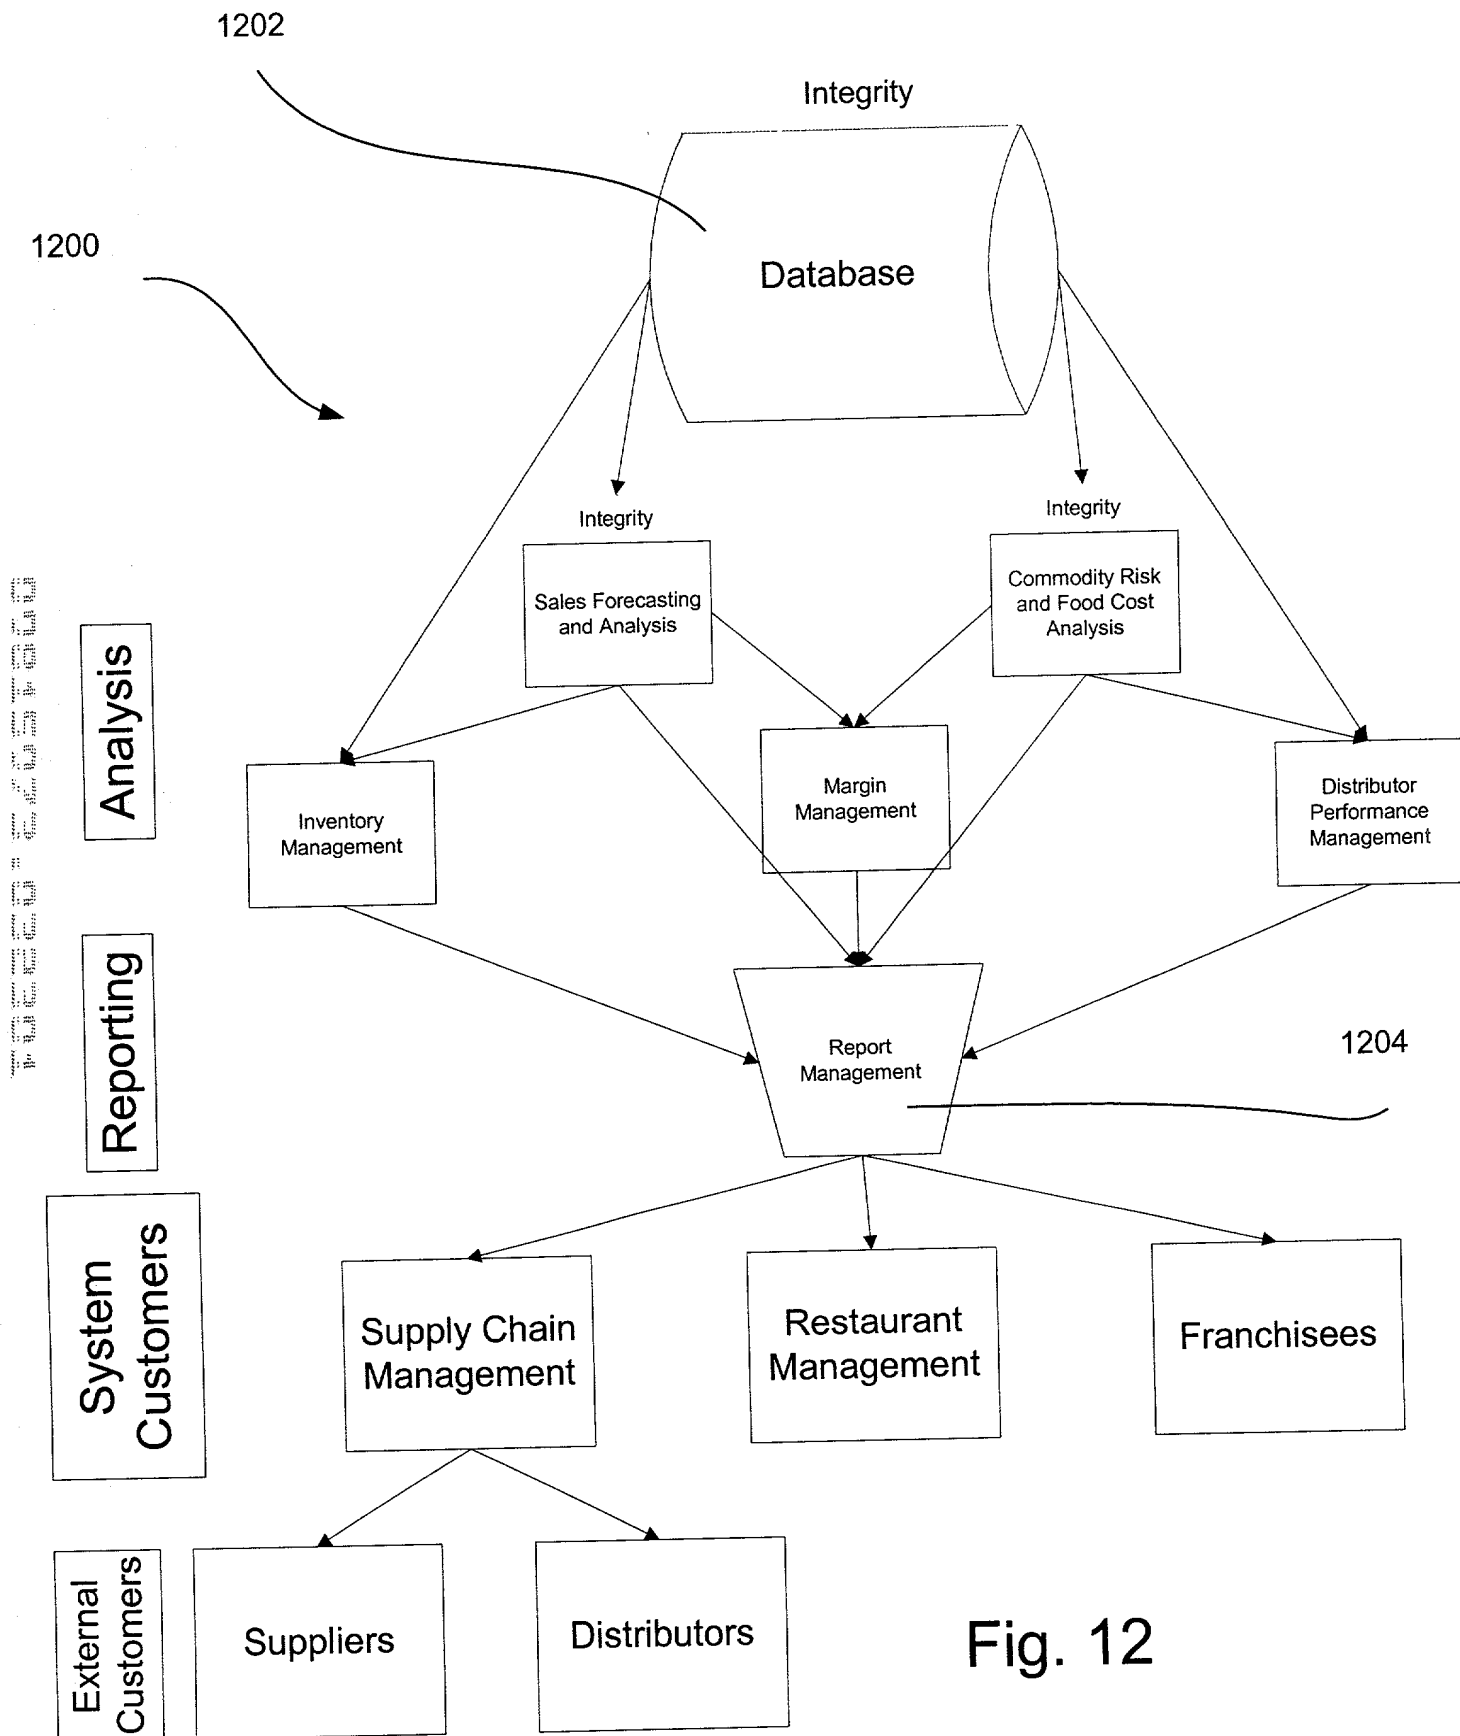 1202
Integrity
1200
Database
Integrity
Integrity
Sales Forecasting
and Analysis
Commodity Risk
and Food Cost
Analysis
Analysis
Inventory
Management
Margin
Management
Distributor
Performance
Management
Reporting
Report
Management
1204
System
Customers
Supply Chain
Management
Restaurant
Management
Franchisees
External
Customers
Suppliers
Distributors
Fig. 12